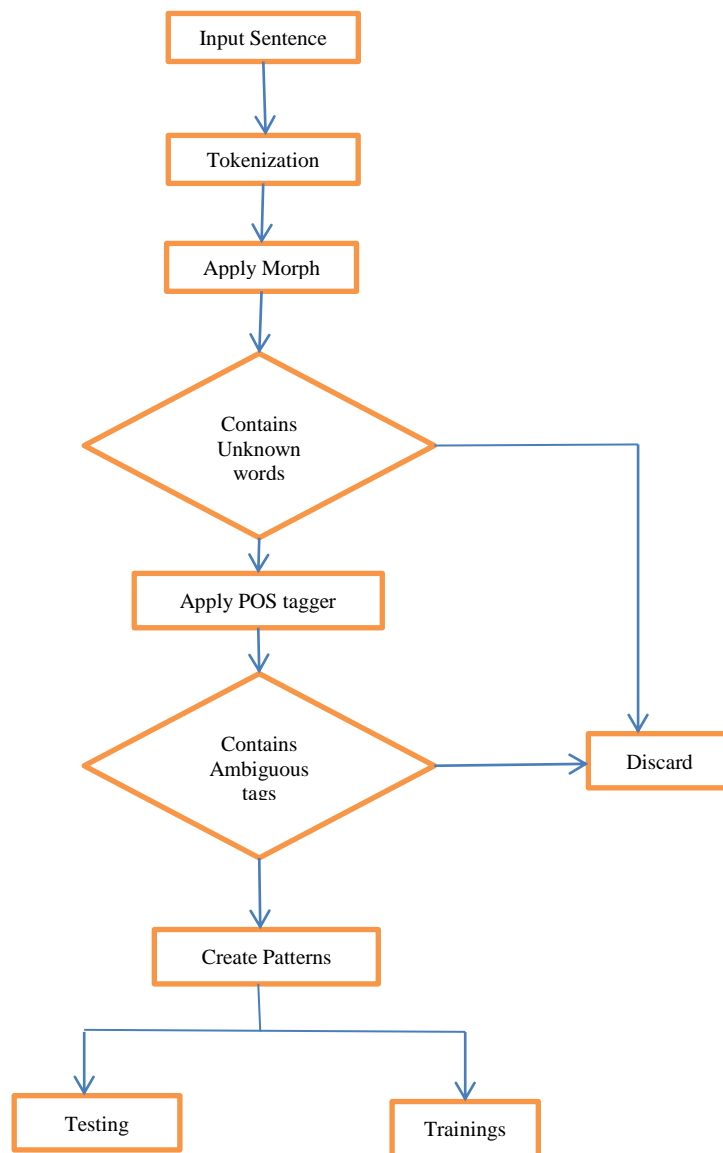 Input Sentence
Tokenization
Apply Morph
Contains
Unknown
words
Apply POS tagger
Contains
Ambiguous
tags
Discard
Create Patterns
Testing
Trainings